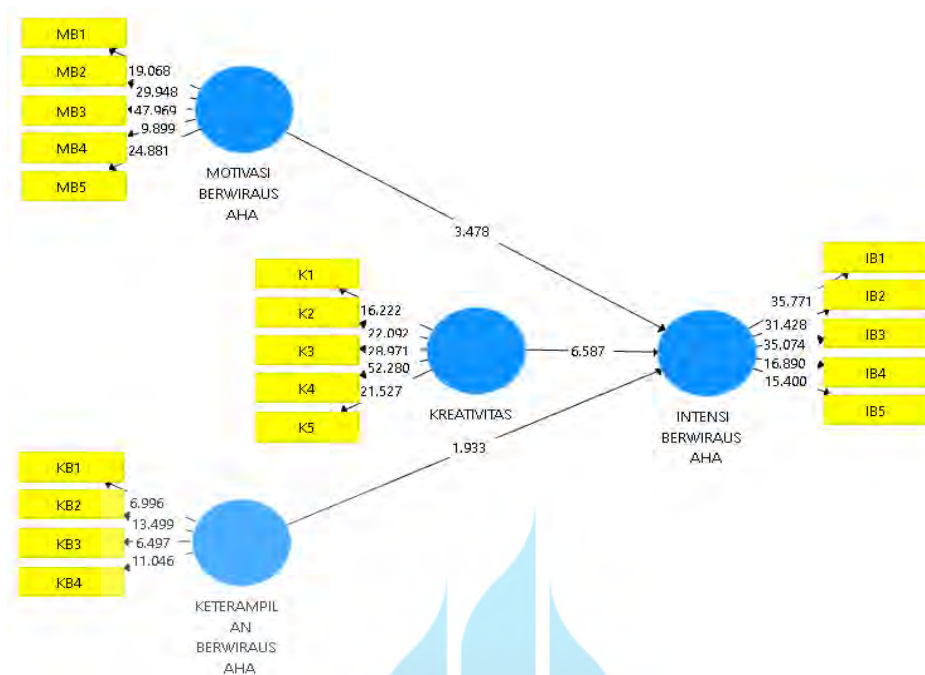 MB1
MB2
MB3
MB4
MB5
19.068
29.948
47.969
9.899
24.881
MOTIVASI
BERWIRAUS
AHA
3.478
K1
K2
K3
K4
K5
16.222
22.092
28.971
52.280
21.527
KREATIVITAS
6.587
IB1
IB2
IB3
IB4
IB5
35.771
31.428
35.074
16.890
15.400
INTENSI
BERWIRAUS
AHA
1.933
KB1
KB2
KB3
KB4
6.996
13.499
6.497
11.046
KETERAMPIL
AN
BERWIRAUS
AHA